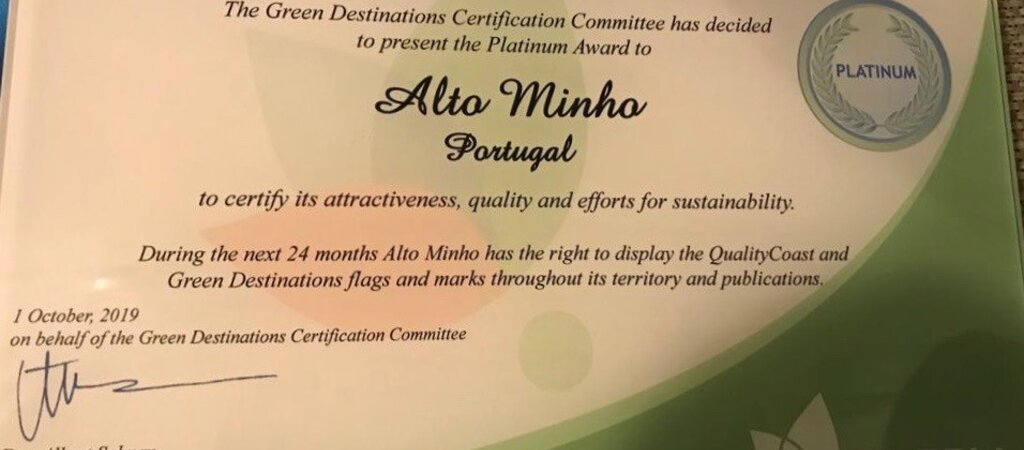 The Green Destinations Certification Committee has decided
to present the Platinum Award to
PLATINUM
Alto Minho
Portugal
to certify its attractiveness, quality and efforts for sustainability.
During the next 24 months Alto Minho has the right to display the QualityCoast and
Green Destinations flags and marks throughout its territory and publications.
1 October, 2019
on behalf of the Green Destinations Certification Committee